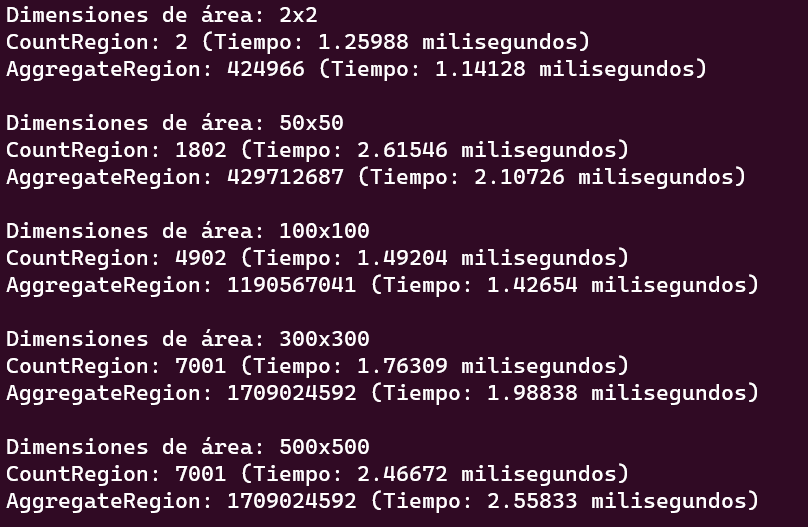 Dimensiones de área: 2x2
CountRegion: 2 (Tiempo: 1.25988 milisegundos)
AggregateRegion: 424966 (Tiempo: 1.14128 milisegundos)
Dimensiones de área: 50x50
CountRegion: 1802 (Tiempo: 2.61546 milisegundos)
AggregateRegion: 429712687 (Tiempo: 2.10726 milisegundos)
Dimensiones de área: 100x100
CountRegion: 4902 (Tiempo: 1.49204 milisegundos)
AggregateRegion: 1190567041 (Tiempo: 1.42654 milisegundos)
Dimensiones de área: 300x300
CountRegion: 7001 (Tiempo: 1.76309 milisegundos)
AggregateRegion: 1709024592 (Tiempo: 1.98838 milisegundos)
Dimensiones de área: 500x500
CountRegion: 7001 (Tiempo: 2.46672 milisegundos)
AggregateRegion: 1709024592 (Tiempo: 2.55833 milisegundos)